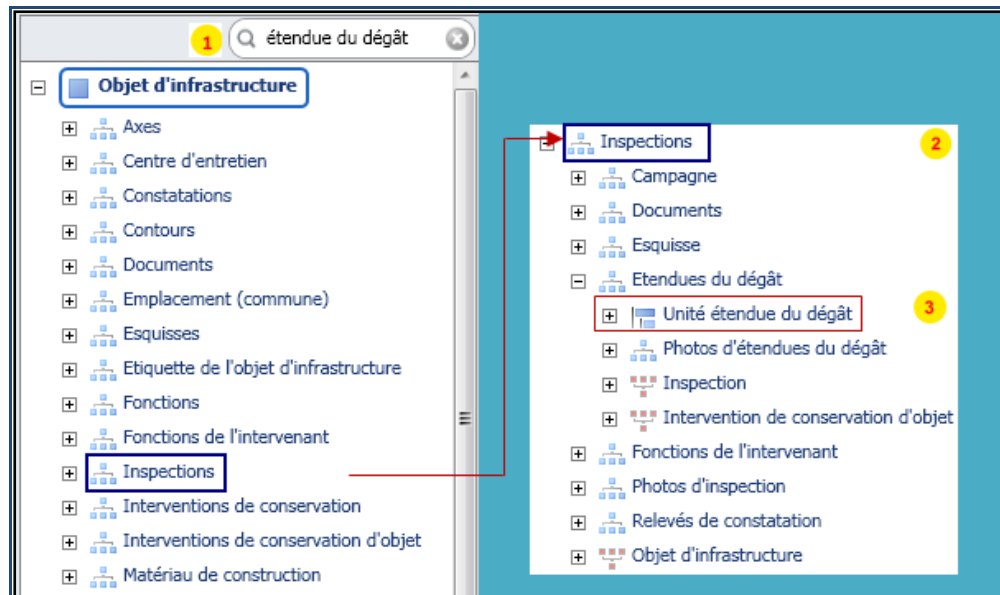 1 étendue du dégât
Objet d'infrastructure
Axes
Centre d'entretien
Constatations
Contours
Documents
Emplacement (commune)
Esquisses
Etiquette de l'objet d'infrastructure
Fonctions
Fonctions de l'intervenant
Inspections
Interventions de conservation
Interventions de conservation d'objet
Matériau de construction
Inspections 2
Campagne
Documents
Esquisse
Etendues du dégât
Unité étendue du dégât 3
Photos d'étendues du dégât
Inspection
Intervention de conservation d'objet
Fonctions de l'intervenant
Photos d'inspection
Relevés de constatation
Objet d'infrastructure